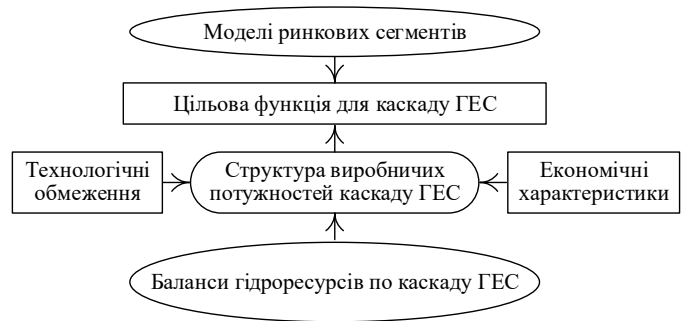 Моделі ринкових сегментів
Цільова функція для каскаду ГЕС
Технологічні
обмеження
Структура виробничих
потужностей каскаду ГЕС
Економічні
характеристики
Баланси гідроресурсів по каскаду ГЕС